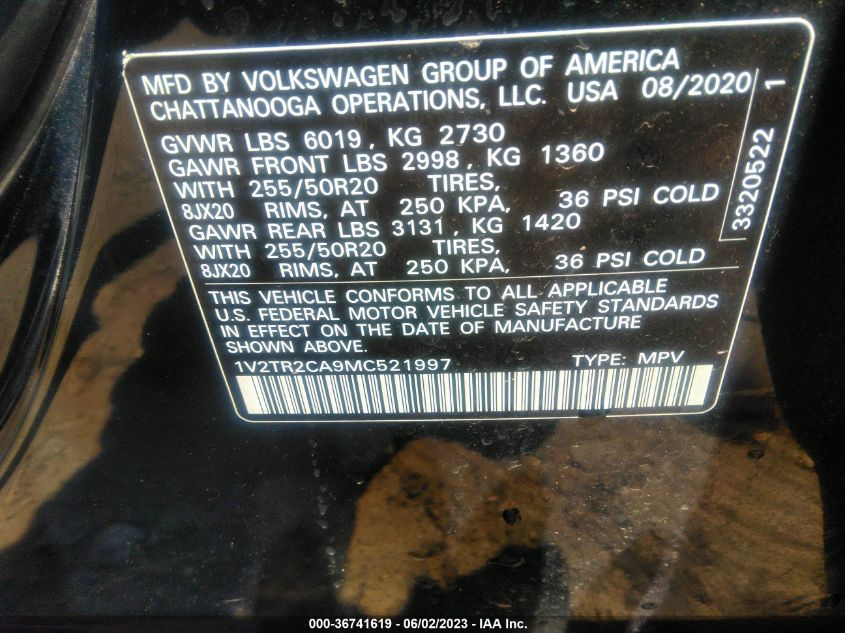 MFD BY VOLKSWAGEN GROUP OF AMERICA
CHATTANOOGA OPERATIONS, LLC. USA 08/2020
GVWR LBS 6019, KG 2730
GAWR FRONT LBS 2998, KG 1360
WITH 255/50R20 TIRES,
8JX20 RIMS, AT 250 KPA, 36 PSI COLD
GAWR REAR LBS 3131, KG 1420
WITH 255/50R20 TIRES,
8JX20 RIMS, AT 250 KPA, 36 PSI COLD
3320522 1
THIS VEHICLE CONFORMS TO ALL APPLICABLE
U.S. FEDERAL MOTOR VEHICLE SAFETY STANDARDS
IN EFFECT ON THE DATE OF MANUFACTURE
SHOWN ABOVE.
1V2TR2CA9MC521997 TYPE: MPV
000-36741619 - 06/02/2023 - IAA Inc.